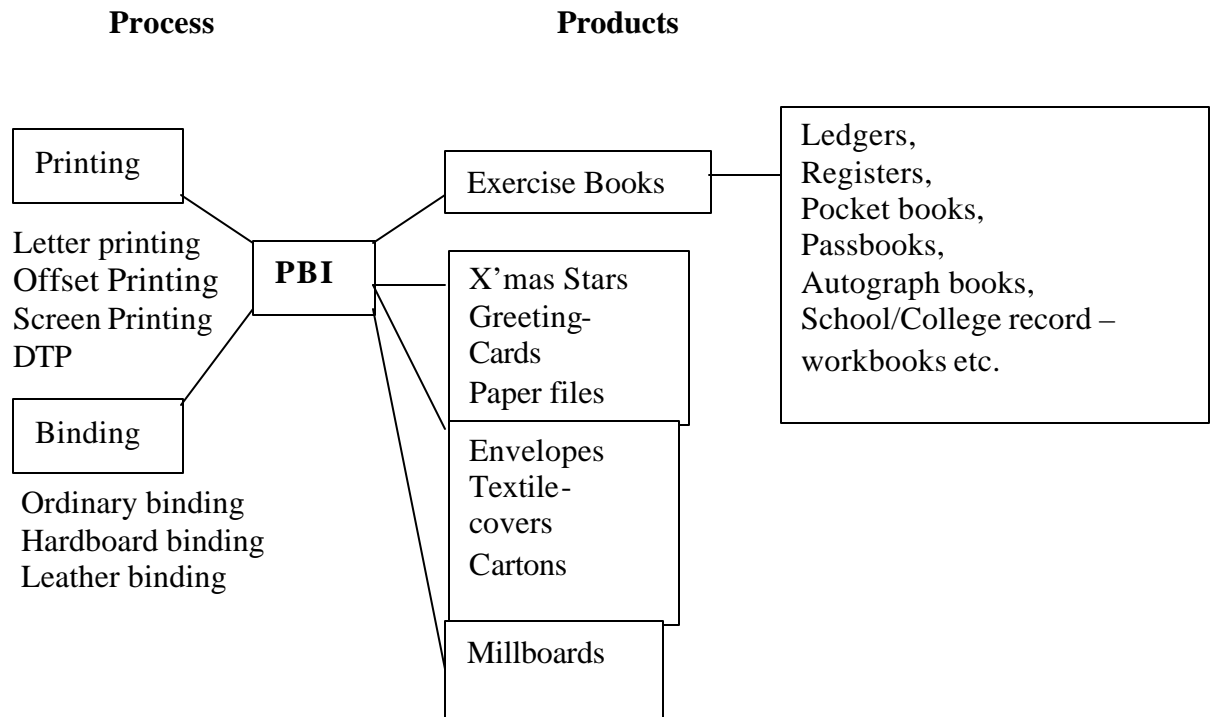 Process
Products
Printing
Letter printing
Offset Printing
Screen Printing
DTP
Binding
Ordinary binding
Hardboard binding
Leather binding
PBI
Exercise Books
X’mas Stars
Greeting-
Cards
Paper files
Envelopes
Textile-
covers
Cartons
Millboards
Ledgers,
Registers,
Pocket books,
Passbooks,
Autograph books,
School/College record –
workbooks etc.